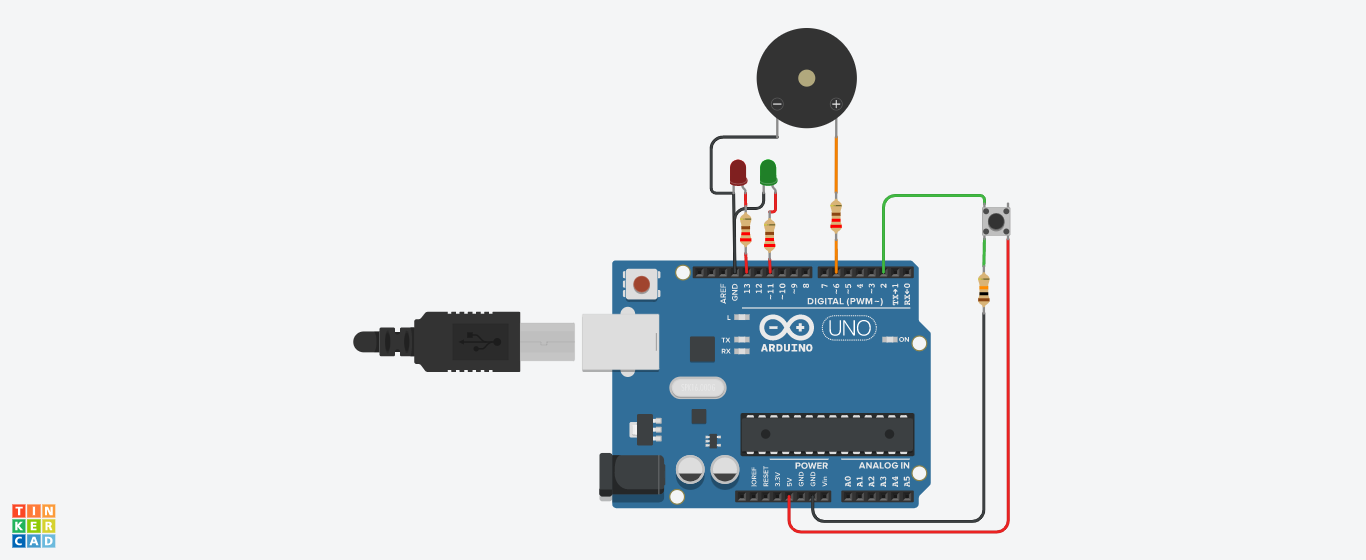 −
+
AREF
GND
13
12
~11
~10
~9
8
7
~6
~5
4
~3
2
TX→1
RX←0
DIGITAL (PWM~)
L
TX
RX
ARDUINO
UNO
ON
POWER
ANALOG IN
IOREF
RESET
3.3V
5V
GND
GND
Vin
A0
A1
A2
A3
A4
A5
TIN
KER
CAD